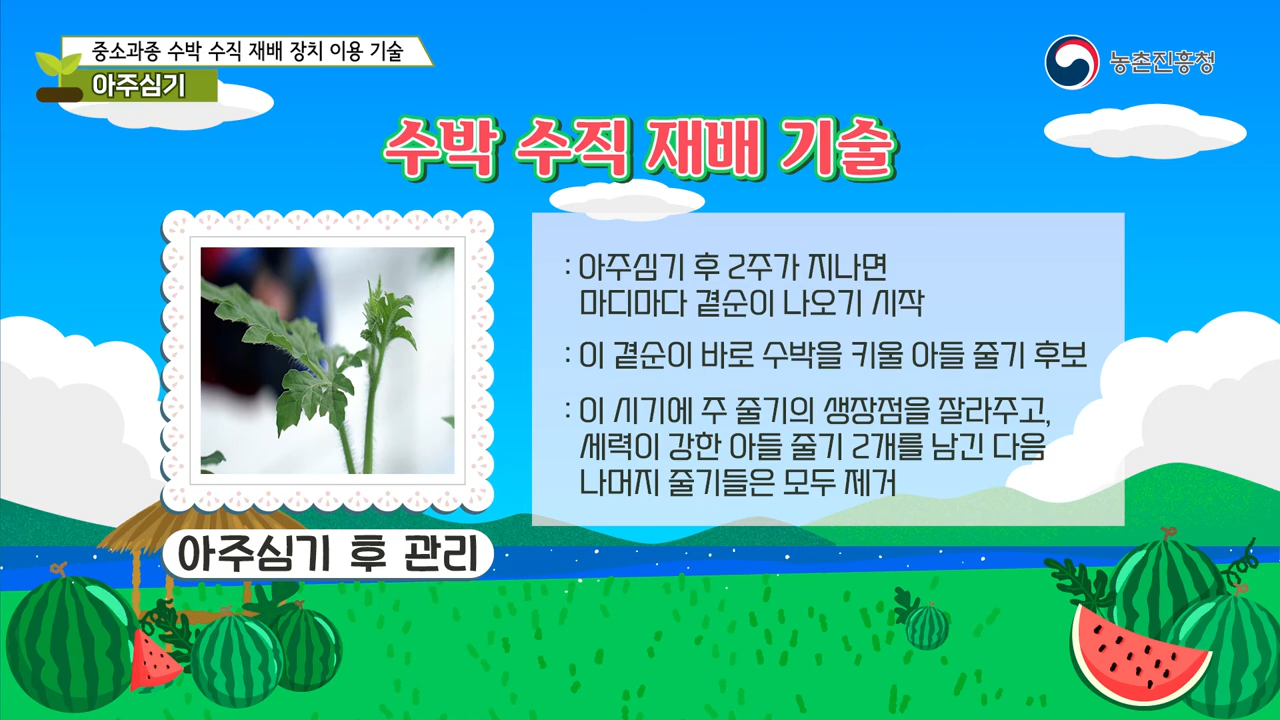 중소과종 수박 수직 재배 장치 이용 기술
아주심기
농촌진흥청
수박 수직 재배 기술
: 아주심기 후 2주가 지나면
마디마다 곁순이 나오기 시작
: 이 곁순이 바로 수박을 키울 아들 줄기 후보
: 이 시기에 주 줄기의 생장점을 잘라주고,
세력이 강한 아들 줄기 2개를 남긴 다음
나머지 줄기들은 모두 제거
아주심기 후 관리